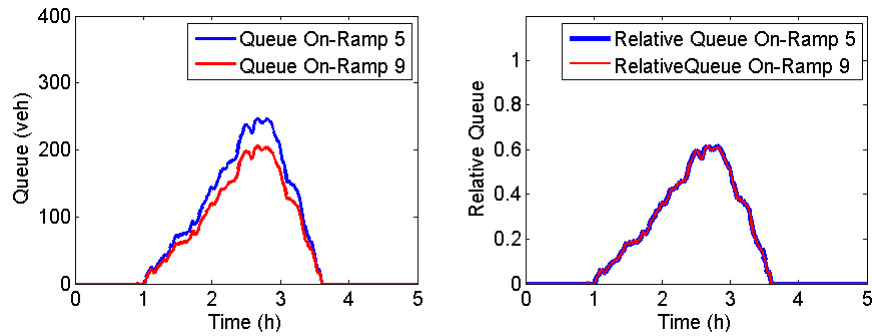 400
300
200
100
0
Queue (veh)
Queue On-Ramp 5
Queue On-Ramp 9
0 1 2 3 4 5
Time (h)
1
0.8
0.6
0.4
0.2
0
Relative Queue
Relative Queue On-Ramp 5
RelativeQueue On-Ramp 9
0 1 2 3 4 5
Time (h)